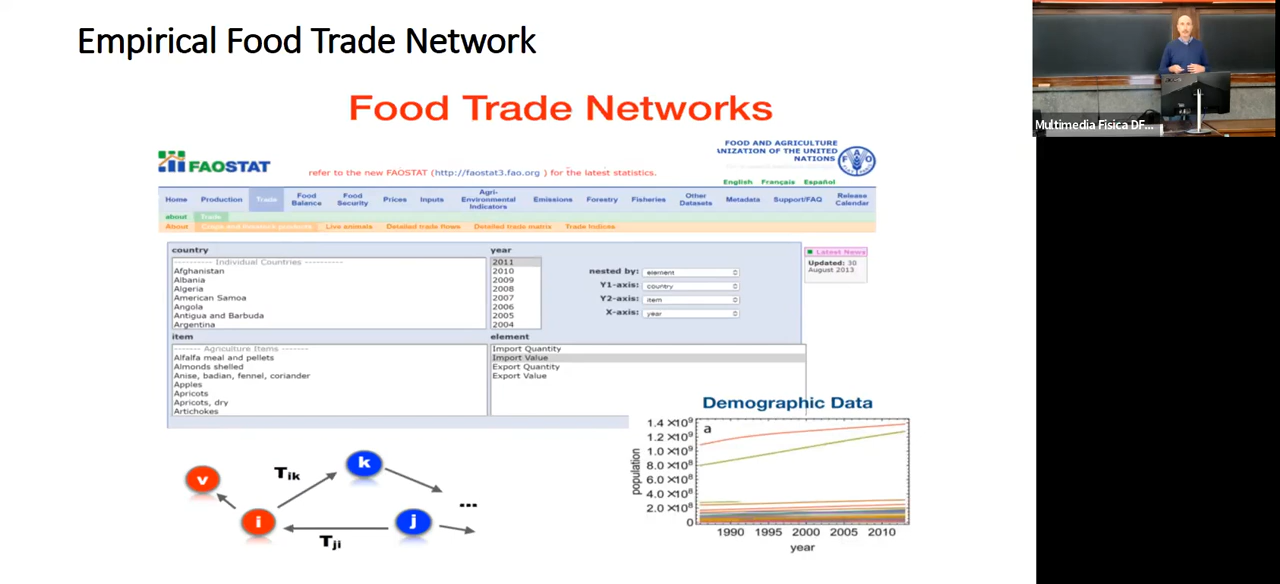 Empirical Food Trade Network
Multimedia Fisica DF...
Food Trade Networks
FAOSTAT
refer to the new FAOSTAT (http://faostat3.fao.org ) for the latest statistics.
FOOD AND AGRICULTURE
ANIZATION OF THE UNITED
NATIONS
English Français Español
Home Production Trade Food Balance Food Security Prices Inputs Agri-Environmental Indicators Emissions Forestry Fisheries Other Datasets Metadata Support/FAQ Release Calendar
about Trade
About Crops and livestock products Live animals Detailed trade flows Detailed trade matrix Trade Indices
country
---------- Individual Countries ----------
Afghanistan
Albania
Algeria
American Samoa
Angola
Antigua and Barbuda
Argentina
year
2011
2010
2009
2008
2007
2006
2005
2004
nested by: element
Y1-axis: country
Y2-axis: item
X-axis: year
Latest News
Updated: 30
August 2013
item
------- Agriculture Items -------
Alfalfa meal and pellets
Almonds shelled
Anise, badian, fennel, coriander
Apples
Apricots
Apricots, dry
Artichokes
element
Import Quantity
Import Value
Export Quantity
Export Value
v
Tik
k
i
Tji
j
...
Demographic Data
a
population
1.4 ×10⁹
1.2 ×10⁹
1.0 ×10⁹
8.0 ×10⁸
6.0 ×10⁸
4.0 ×10⁸
2.0 ×10⁸
0
1990 1995 2000 2005 2010
year